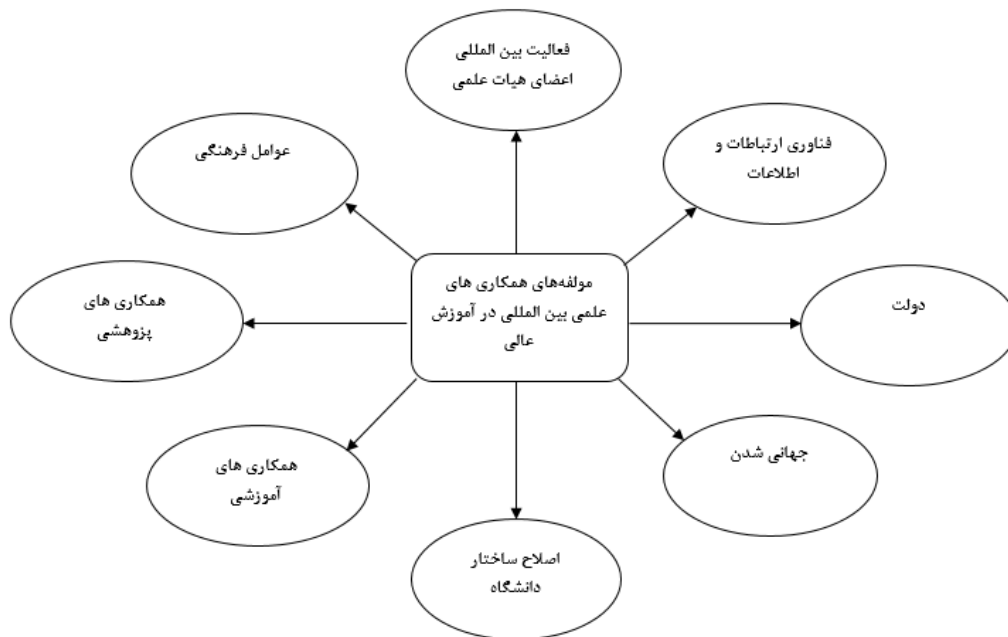 فعالیت بین المللی
اعضای هیات علمی
فناوری ارتباطات و
اطلاعات
عوامل فرهنگی
مولفه‌های همکاری های
علمی بین المللی در آموزش
عالی
دولت
همکاری های
پزوهشی
جهانی شدن
همکاری های
آموزشی
اصلاح ساختار
دانشگاه